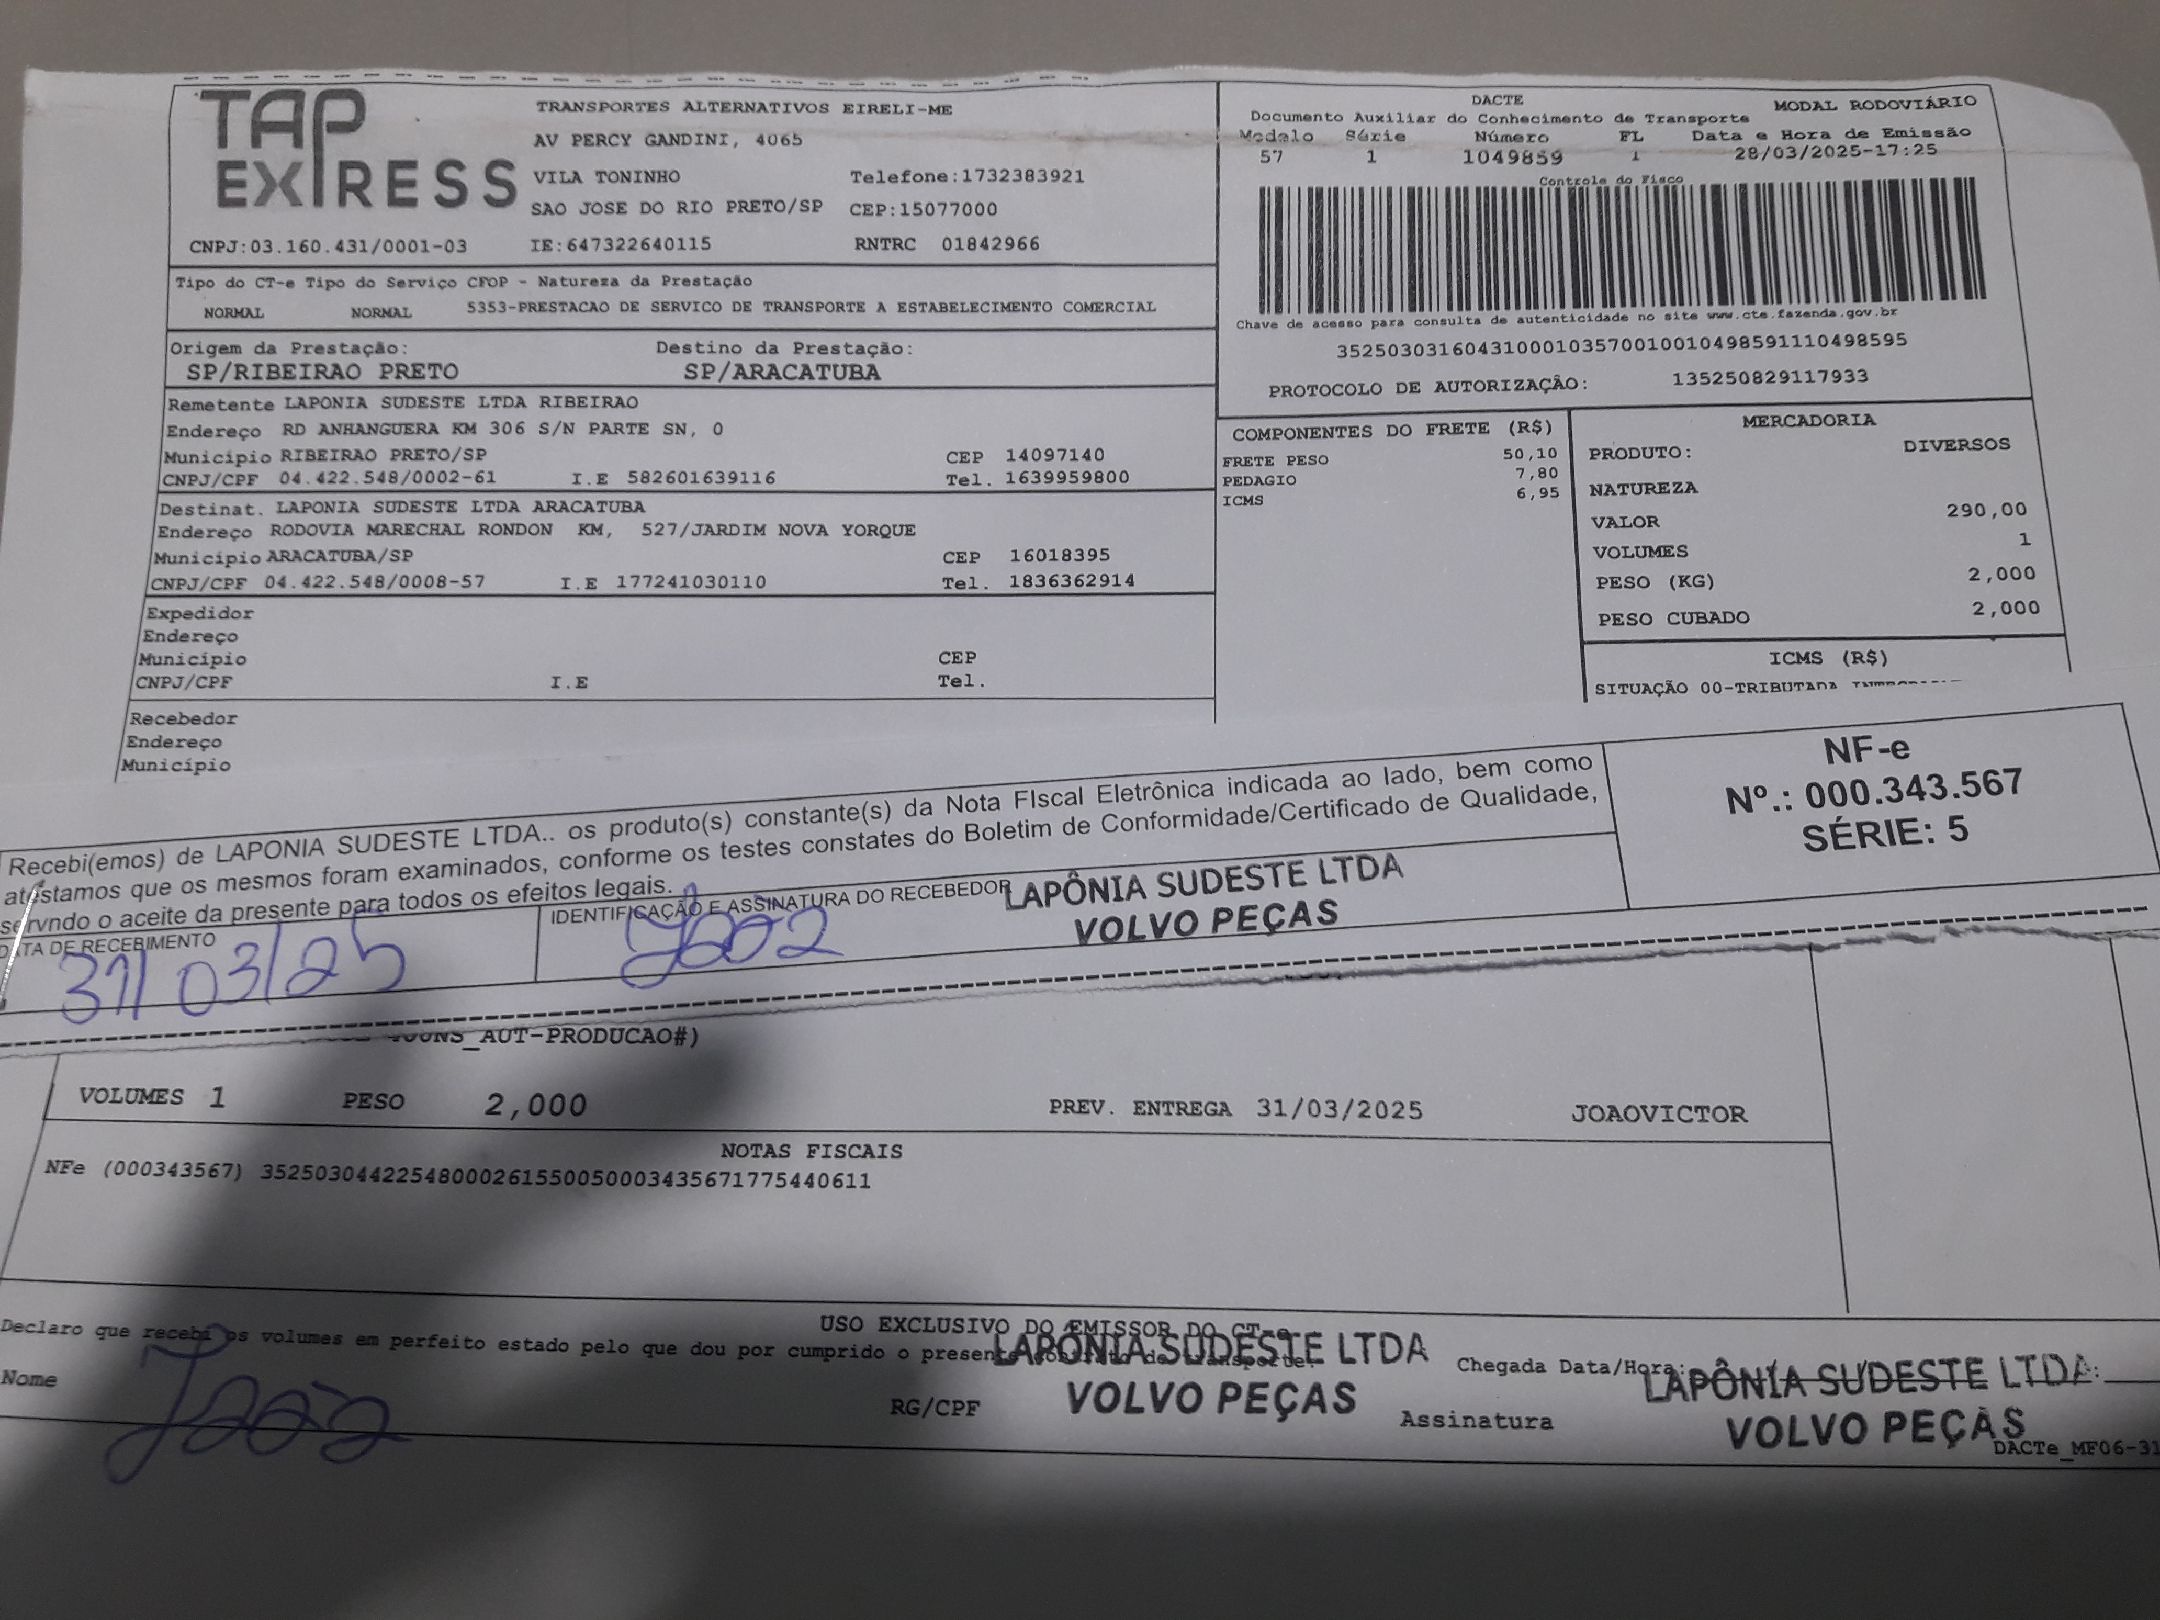 TAP EXPRESS
TRANSPORTES ALTERNATIVOS EIRELI-ME
AV PERCY GANDINI, 4065
VILA TONINHO Telefone:1732383921
SAO JOSE DO RIO PRETO/SP CEP:15077000
CNPJ:03.160.431/0001-03 IE:647322640115 RNTRC 01842966
DACTE MODAL RODOVIÁRIO
Documento Auxiliar do Conhecimento de Transporte
Modelo Série Número FL Data e Hora de Emissão
57 1 1049859 1 28/03/2025-17:25
Controle do Fisco
Chave de acesso para consulta de autenticidade no site www.cte.fazenda.gov.br
35250303160431000103570010010498591110498595
PROTOCOLO DE AUTORIZAÇÃO: 135250829117933
Tipo do CT-e Tipo do Serviço CFOP - Natureza da Prestação
NORMAL NORMAL 5353-PRESTACAO DE SERVICO DE TRANSPORTE A ESTABELECIMENTO COMERCIAL
Origem da Prestação: Destino da Prestação:
SP/RIBEIRAO PRETO SP/ARACATUBA
Remetente LAPONIA SUDESTE LTDA RIBEIRAO
Endereço RD ANHANGUERA KM 306 S/N PARTE SN, 0
Município RIBEIRAO PRETO/SP CEP 14097140
CNPJ/CPF 04.422.548/0002-61 I.E 582601639116 Tel. 1639959800
Destinat. LAPONIA SUDESTE LTDA ARACATUBA
Endereço RODOVIA MARECHAL RONDON KM, 527/JARDIM NOVA YORQUE
Município ARACATUBA/SP CEP 16018395
CNPJ/CPF 04.422.548/0008-57 I.E 177241030110 Tel. 1836362914
Expedidor
Endereço
Município CEP
CNPJ/CPF I.E Tel.
Recebedor
Endereço
Município
COMPONENTES DO FRETE (R$)
FRETE PESO 50,10
PEDAGIO 7,80
ICMS 6,95
MERCADORIA
PRODUTO: DIVERSOS
NATUREZA
VALOR 290,00
VOLUMES 1
PESO (KG) 2,000
PESO CUBADO 2,000
ICMS (R$)
SITUAÇÃO 00-TRIBUTADA
Recebi(emos) de LAPONIA SUDESTE LTDA.. os produto(s) constante(s) da Nota FIscal Eletrônica indicada ao lado, bem como
atestamos que os mesmos foram examinados, conforme os testes constates do Boletim de Conformidade/Certificado de Qualidade,
servndo o aceite da presente para todos os efeitos legais.
NF-e
Nº.: 000.343.567
SÉRIE: 5
DATA DE RECEBIMENTO IDENTIFICAÇÃO E ASSINATURA DO RECEBEDOR
31/03/25 João
LAPÔNIA SUDESTE LTDA
VOLVO PEÇAS
AUT-PRODUCAO#)
VOLUMES 1 PESO 2,000 PREV. ENTREGA 31/03/2025 JOAOVICTOR
NOTAS FISCAIS
NFe (000343567) 35250304422548000261550050003435671775440611
USO EXCLUSIVO DO EMISSOR DO CT-e
Declaro que recebi os volumes em perfeito estado pelo que dou por cumprido o presente contrato de transporte.
Nome João RG/CPF
LAPÔNIA SUDESTE LTDA
VOLVO PEÇAS
Chegada Data/Hora:
Assinatura
LAPÔNIA SUDESTE LTDA
VOLVO PEÇAS
DACTe_MF06-31